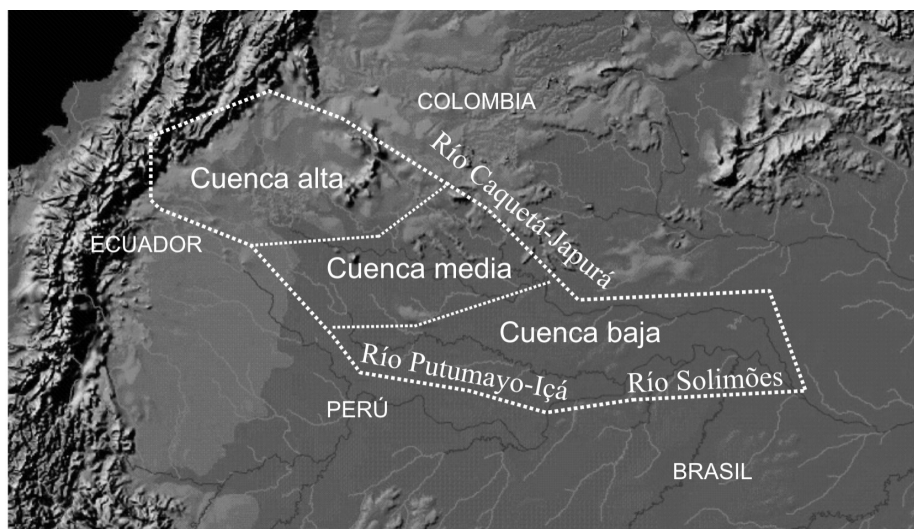 COLOMBIA
Río Caquetá-Japurá
Cuenca alta
ECUADOR
Cuenca media
Cuenca baja
Río Putumayo-Içá
Río Solimões
PERÚ
BRASIL